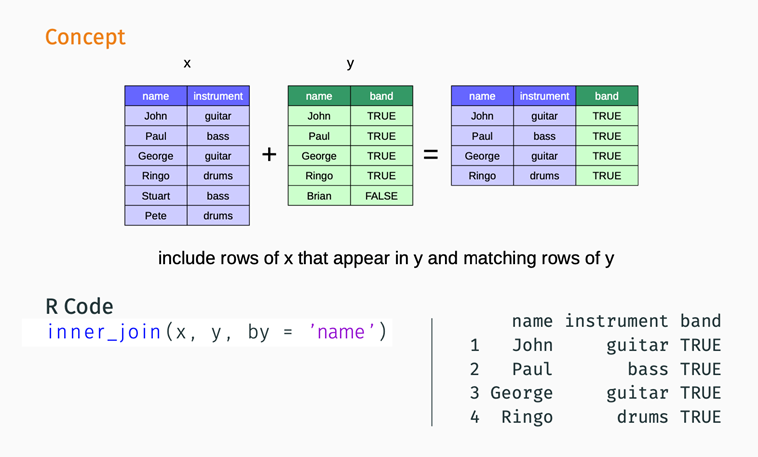 Concept
x
name instrument
John guitar
Paul bass
George guitar
Ringo drums
Stuart bass
Pete drums
+
y
name band
John TRUE
Paul TRUE
George TRUE
Ringo TRUE
Brian FALSE
=
name instrument band
John guitar TRUE
Paul bass TRUE
George guitar TRUE
Ringo drums TRUE
include rows of x that appear in y and matching rows of y
R Code
inner_join(x, y, by = ’name’)
name instrument band
1 John guitar TRUE
2 Paul bass TRUE
3 George guitar TRUE
4 Ringo drums TRUE